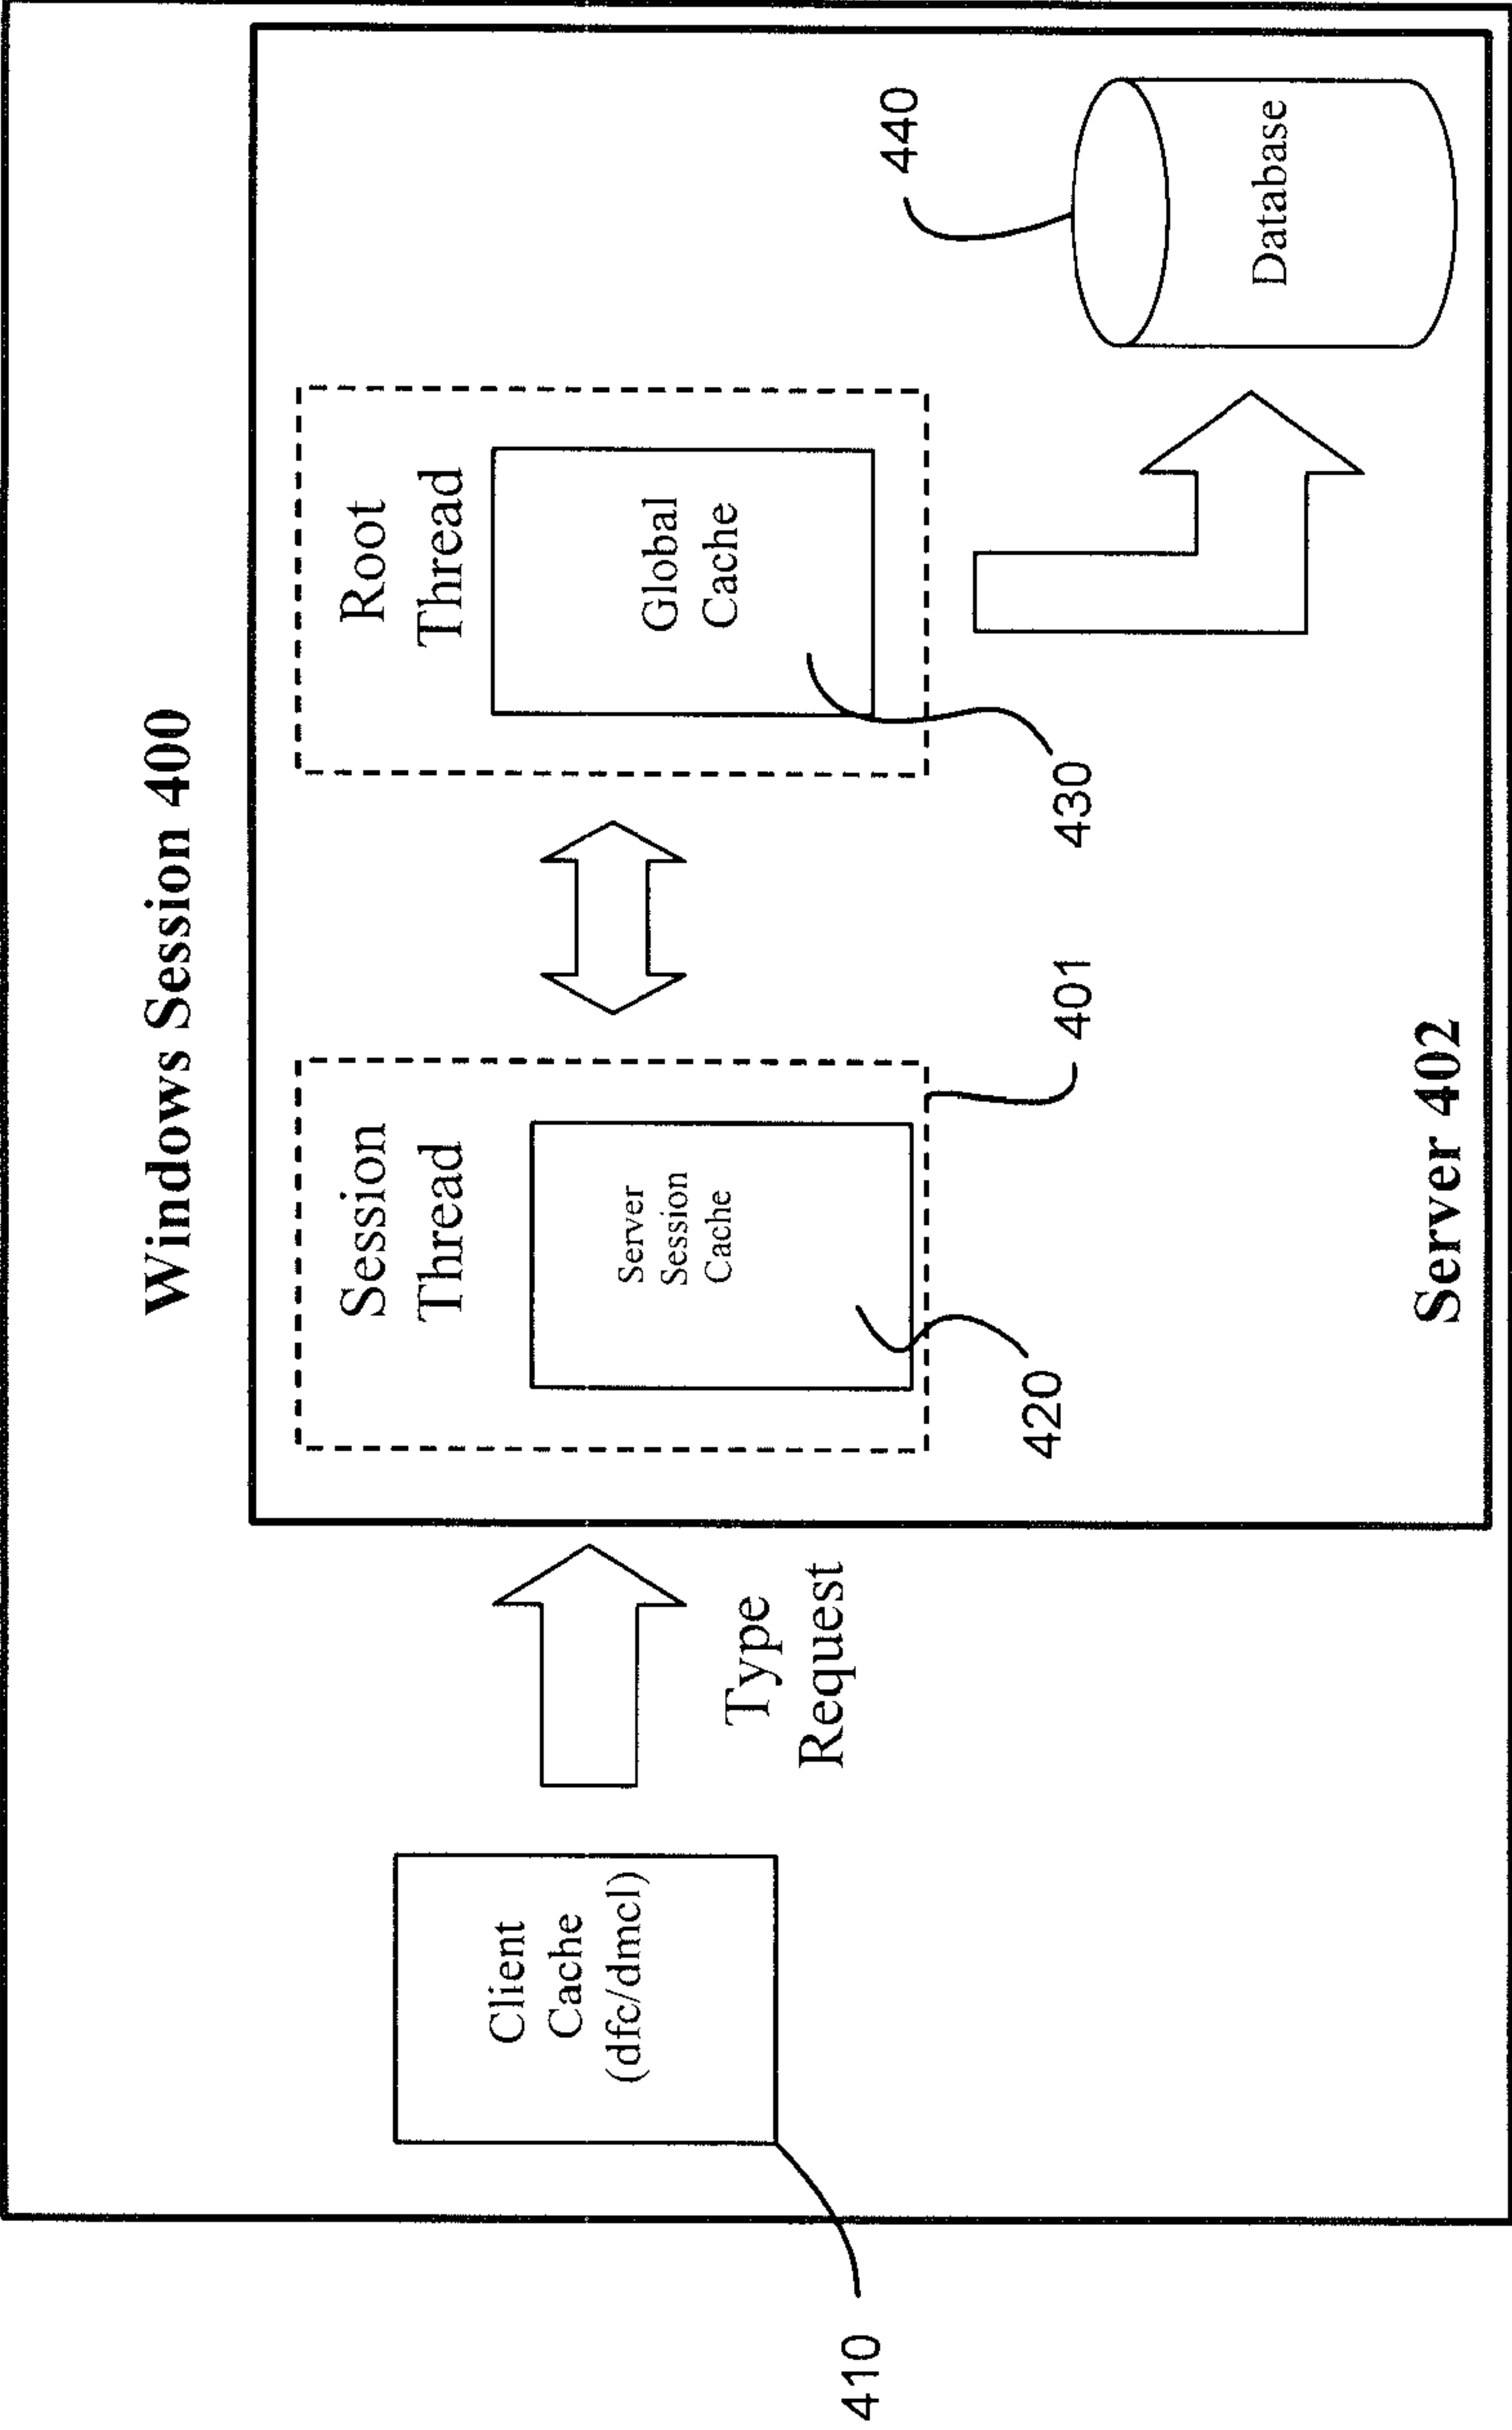 Windows Session 400
Client
Cache
(dfc/dmcl)
410
Type
Request
Session
Thread
Server
Session
Cache
420
401
Root
Thread
Global
Cache
430
440
Database
Server 402